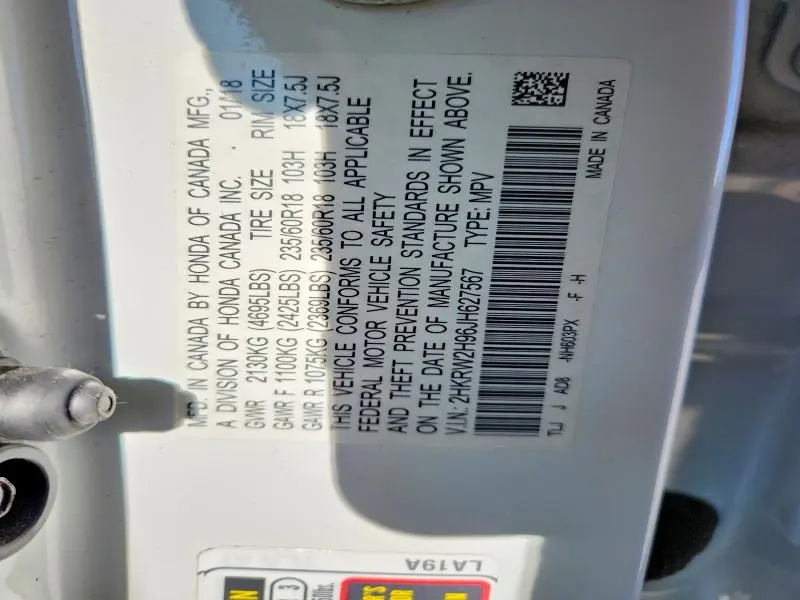 MFD. IN CANADA BY HONDA OF CANADA MFG.,
A DIVISION OF HONDA CANADA INC. . 01/18
GVWR 2130KG (4695LBS) TIRE SIZE RIM SIZE
GAWR F 1100KG (2425LBS) 235/60R18 103H 18X7.5J
GAWR R 1075KG (2369LBS) 235/60R18 103H 18X7.5J
THIS VEHICLE CONFORMS TO ALL APPLICABLE
FEDERAL MOTOR VEHICLE SAFETY
AND THEFT PREVENTION STANDARDS IN EFFECT
ON THE DATE OF MANUFACTURE SHOWN ABOVE.
V.I.N.: 2HKRW2H96JH627567 TYPE: MPV
TLJ J AD8 -NH603PX -F -H
MADE IN CANADA
LA19A
3